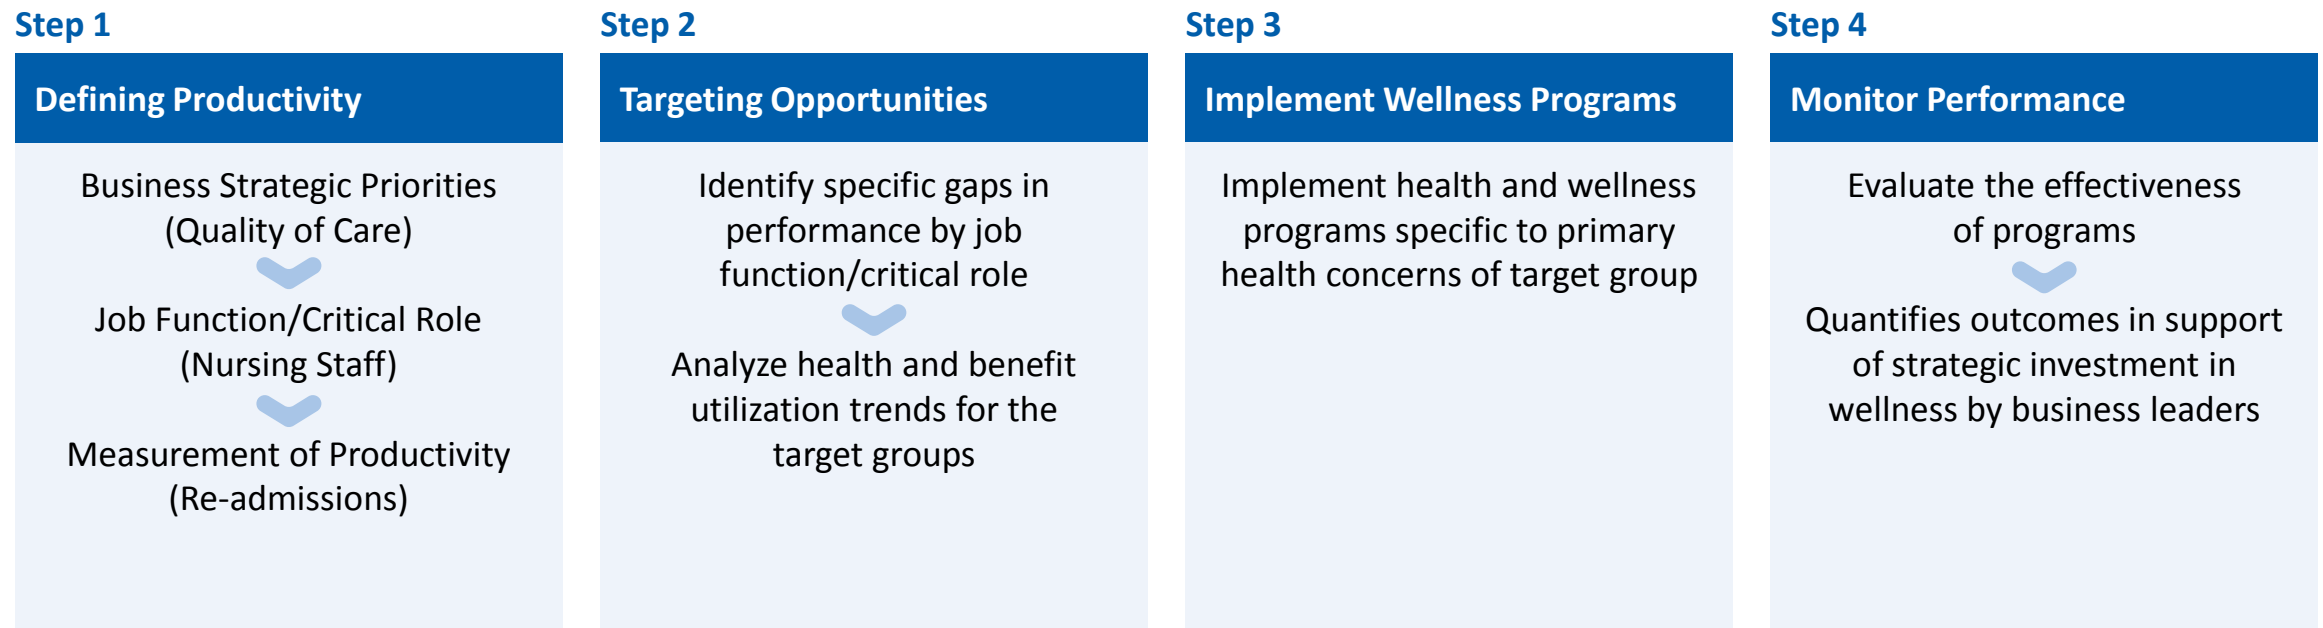 Step 1
Defining Productivity
Business Strategic Priorities
(Quality of Care)
Job Function/Critical Role
(Nursing Staff)
Measurement of Productivity
(Re-admissions)
Step 2
Targeting Opportunities
Identify specific gaps in
performance by job
function/critical role
Analyze health and benefit
utilization trends for the
target groups
Step 3
Implement Wellness Programs
Implement health and wellness
programs specific to primary
health concerns of target group
Step 4
Monitor Performance
Evaluate the effectiveness
of programs
Quantifies outcomes in support
of strategic investment in
wellness by business leaders